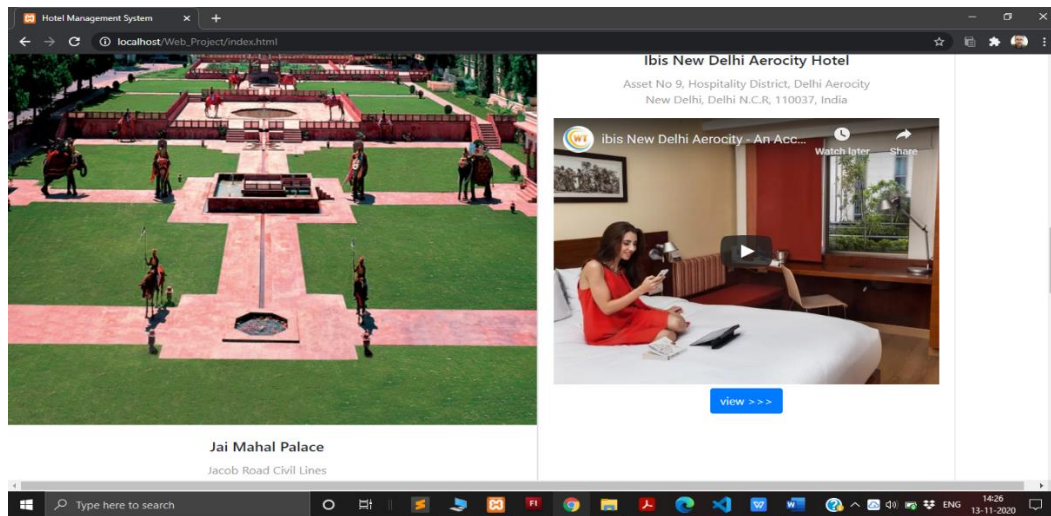 Hotel Management System
localhost/Web_Project/index.html
Ibis New Delhi Aerocity Hotel
Asset No 9, Hospitality District, Delhi Aerocity
New Delhi, Delhi N.C.R, 110037, India
WT
ibis New Delhi Aerocity - An Acc...
Watch later
Share
view >>>
Jai Mahal Palace
Jacob Road Civil Lines
Type here to search
Fl
ENG
14:26
13-11-2020